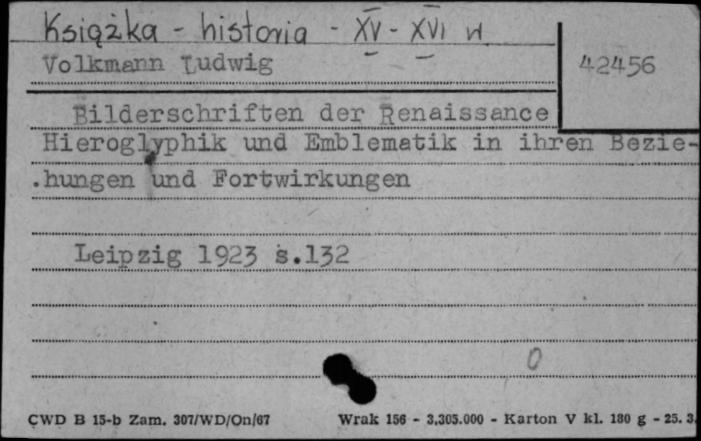 Książka - historia - XV - XVI w
Volkmann Ludwig
42456
Bilderschriften der Renaissance
Hieroglyphik und Emblematik in ihren Bezie-
.hungen und Fortwirkungen
Leipzig 1923 s.132
0
CWD B 15-b Zam. 307/WD/On/67 Wrak 156 - 3.305.000 - Karton V kl. 180 g - 25. 3.